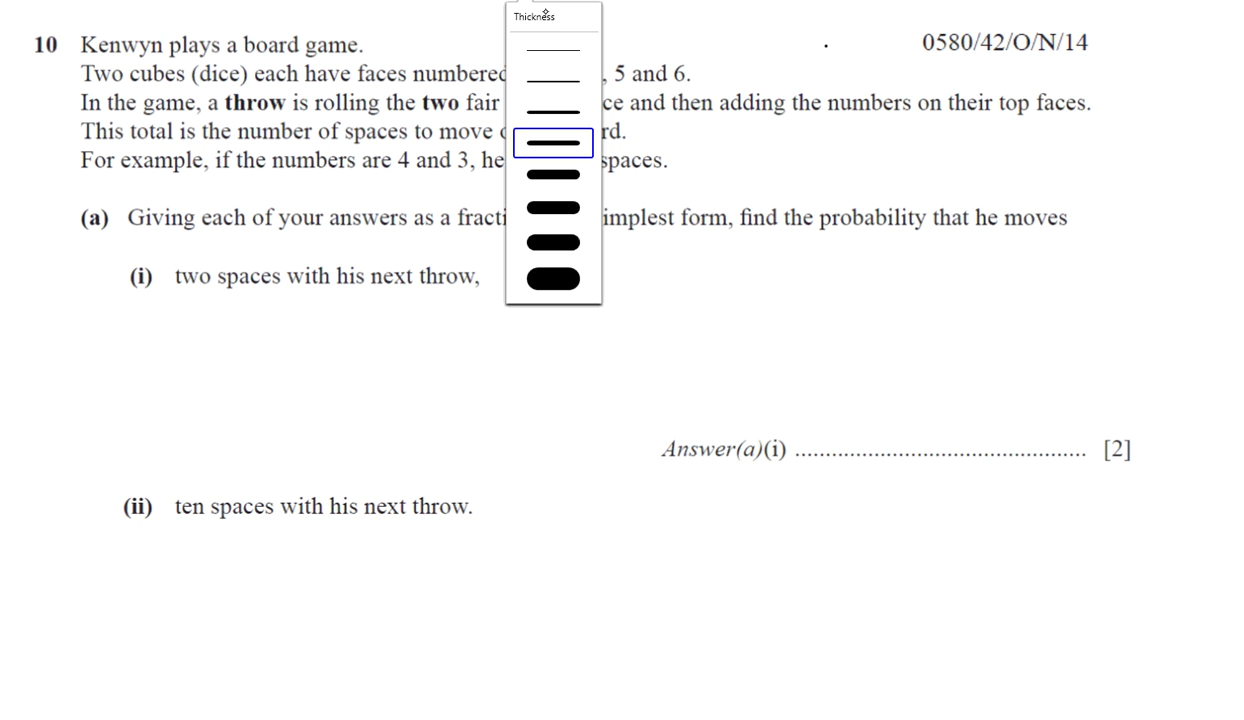 Thickness
10 Kenwyn plays a board game. 0580/42/O/N/14
Two cubes (dice) each have faces numbered , 5 and 6.
In the game, a throw is rolling the two fair ce and then adding the numbers on their top faces.
This total is the number of spaces to move rd.
For example, if the numbers are 4 and 3, he spaces.
(a) Giving each of your answers as a fracti implest form, find the probability that he moves
(i) two spaces with his next throw,
Answer(a)(i) ................................................ [2]
(ii) ten spaces with his next throw.